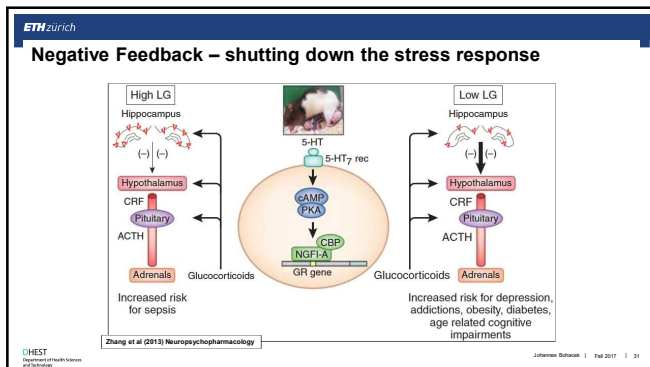 ETH zürich
Negative Feedback – shutting down the stress response
High LG
Hippocampus
(–) (–)
Hypothalamus
CRF
Pituitary
ACTH
Adrenals
Glucocorticoids
Increased risk
for sepsis
5-HT
5-HT7 rec
cAMP
PKA
CBP
NGFI-A
GR gene
Low LG
Hippocampus
(–) (–)
Hypothalamus
CRF
Pituitary
ACTH
Glucocorticoids
Adrenals
Increased risk for depression,
addictions, obesity, diabetes,
age related cognitive
impairments
Zhang et al (2013) Neuropsychopharmacology
DHEST
Department of Health Sciences
and Technology
Johannes Bohacek | Fall 2017 | 31